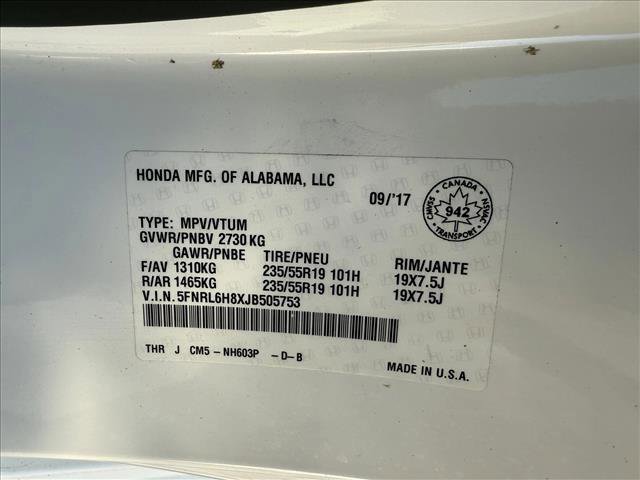 HONDA MFG. OF ALABAMA, LLC
09/'17
CANADA
CMVSS 942 NSVAC
TRANSPORT
TYPE: MPV/VTUM
GVWR/PNBV 2730 KG
GAWR/PNBE TIRE/PNEU RIM/JANTE
F/AV 1310KG 235/55R19 101H 19X7.5J
R/AR 1465KG 235/55R19 101H 19X7.5J
V.I.N. 5FNRL6H8XJB505753
THR J CM5-NH603P -D-B
MADE IN U.S.A.